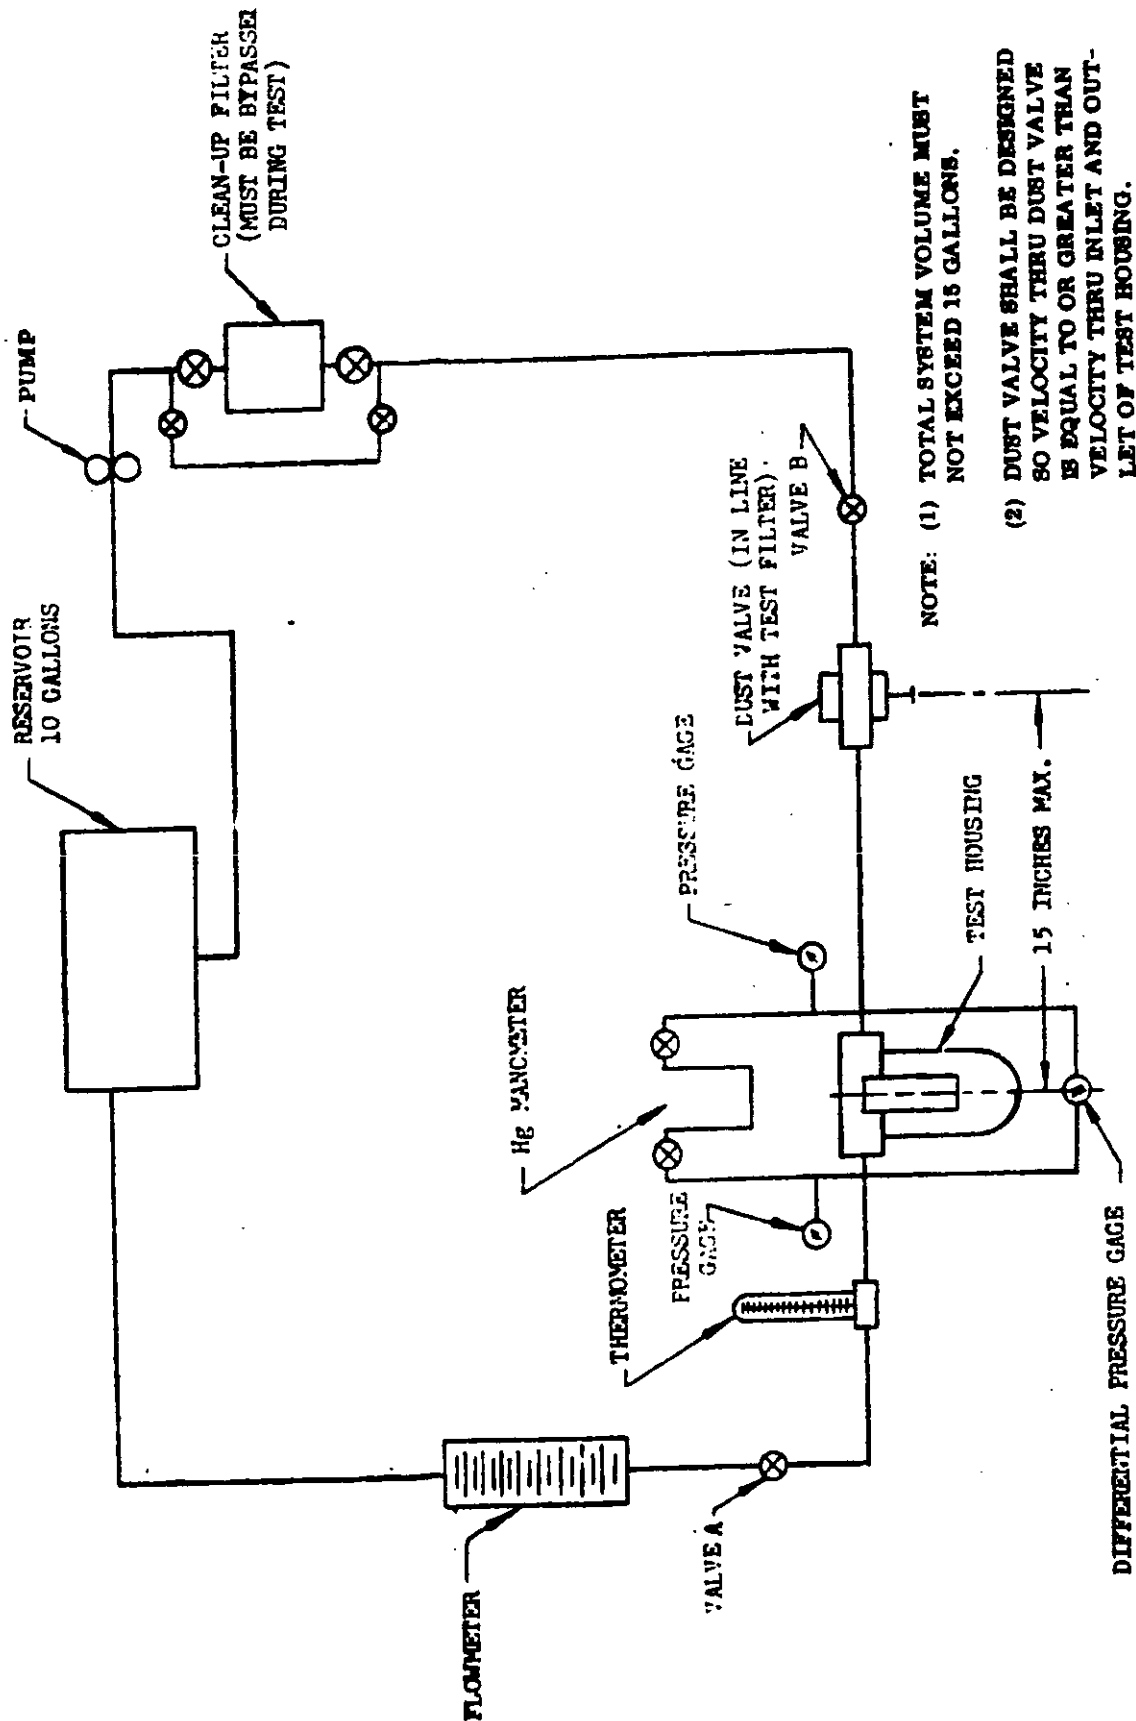 RESERVOIR
10 GALLONS
PUMP
CLEAN-UP FILTER
(MUST BE BYPASSED
DURING TEST)
FLOWMETER
VALVE A
THERMOMETER
PRESSURE
GAGE
Hg MANOMETER
PRESSURE GAGE
DUST VALVE (IN LINE
WITH TEST FILTER)
VALVE B
TEST HOUSING
15 INCHES MAX.
DIFFERENTIAL PRESSURE GAGE
NOTE: (1) TOTAL SYSTEM VOLUME MUST
NOT EXCEED 15 GALLONS.
(2) DUST VALVE SHALL BE DESIGNED
SO VELOCITY THRU DUST VALVE
IS EQUAL TO OR GREATER THAN
VELOCITY THRU INLET AND OUT-
LET OF TEST HOUSING.